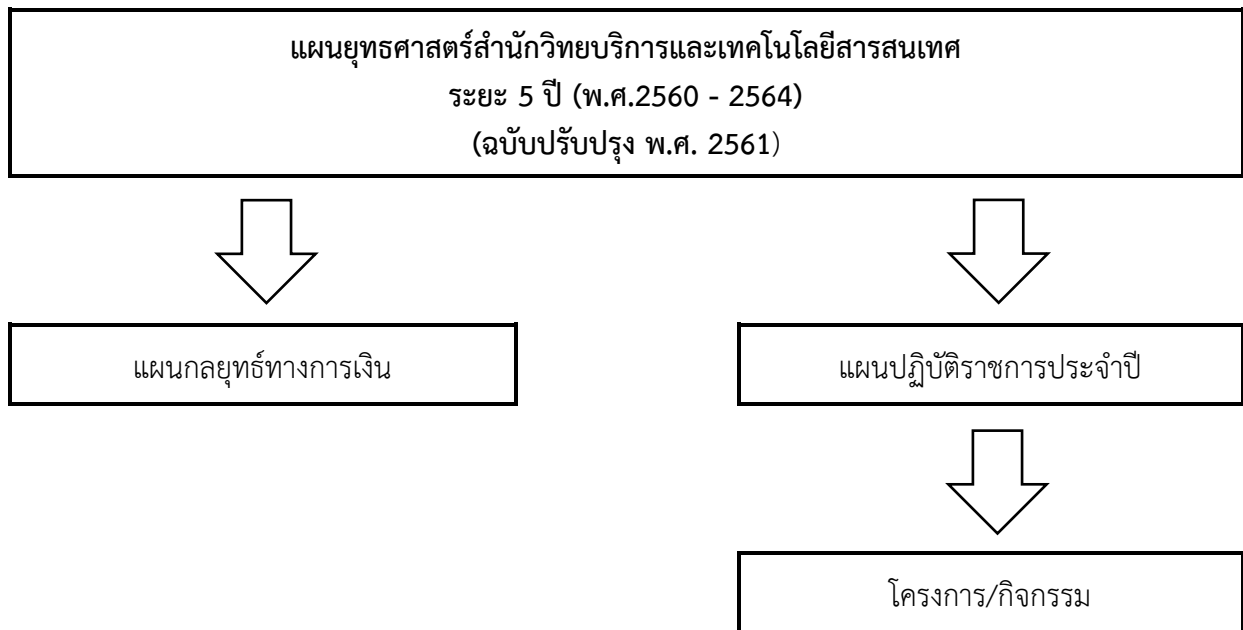 แผนยุทธศาสตร์สำนักวิทยบริการและเทคโนโลยีสารสนเทศ
ระยะ 5 ปี (พ.ศ.2560 - 2564)
(ฉบับปรับปรุง พ.ศ. 2561)
แผนกลยุทธ์ทางการเงิน
แผนปฏิบัติราชการประจำปี
โครงการ/กิจกรรม